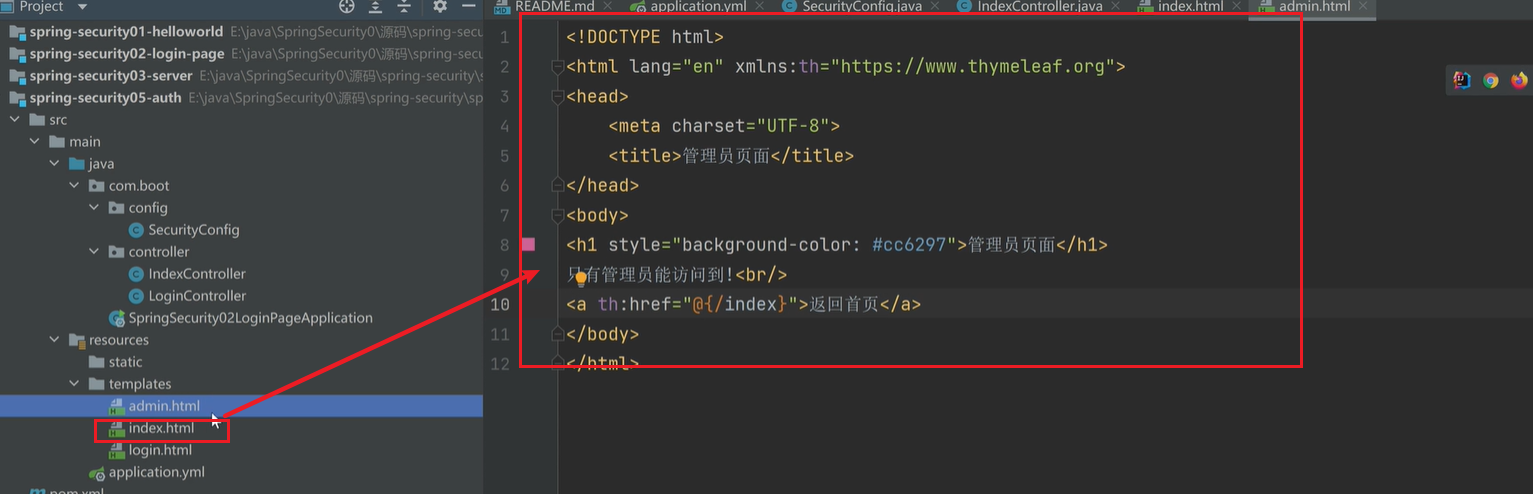 Project
spring-security01-helloworld E:\java\SpringSecurity0\源码\spring-secu
spring-security02-login-page E:\java\SpringSecurity0\源码\spring-secu
spring-security03-server E:\java\SpringSecurity0\源码\spring-security\s
spring-security05-auth E:\java\SpringSecurity0\源码\spring-security\sp
src
main
java
com.boot
config
SecurityConfig
controller
IndexController
LoginController
SpringSecurity02LoginPageApplication
resources
static
templates
admin.html
index.html
login.html
application.yml
pom.xml
README.md application.yml SecurityConfig.java IndexController.java index.html admin.html
1 <!DOCTYPE html>
2 <html lang="en" xmlns:th="https://www.thymeleaf.org">
3 <head>
4 <meta charset="UTF-8">
5 <title>管理员页面</title>
6 </head>
7 <body>
8 <h1 style="background-color: #cc6297">管理员页面</h1>
9 只有管理员能访问到!<br/>
10 <a th:href="@{/index}">返回首页</a>
11 </body>
12 </html>